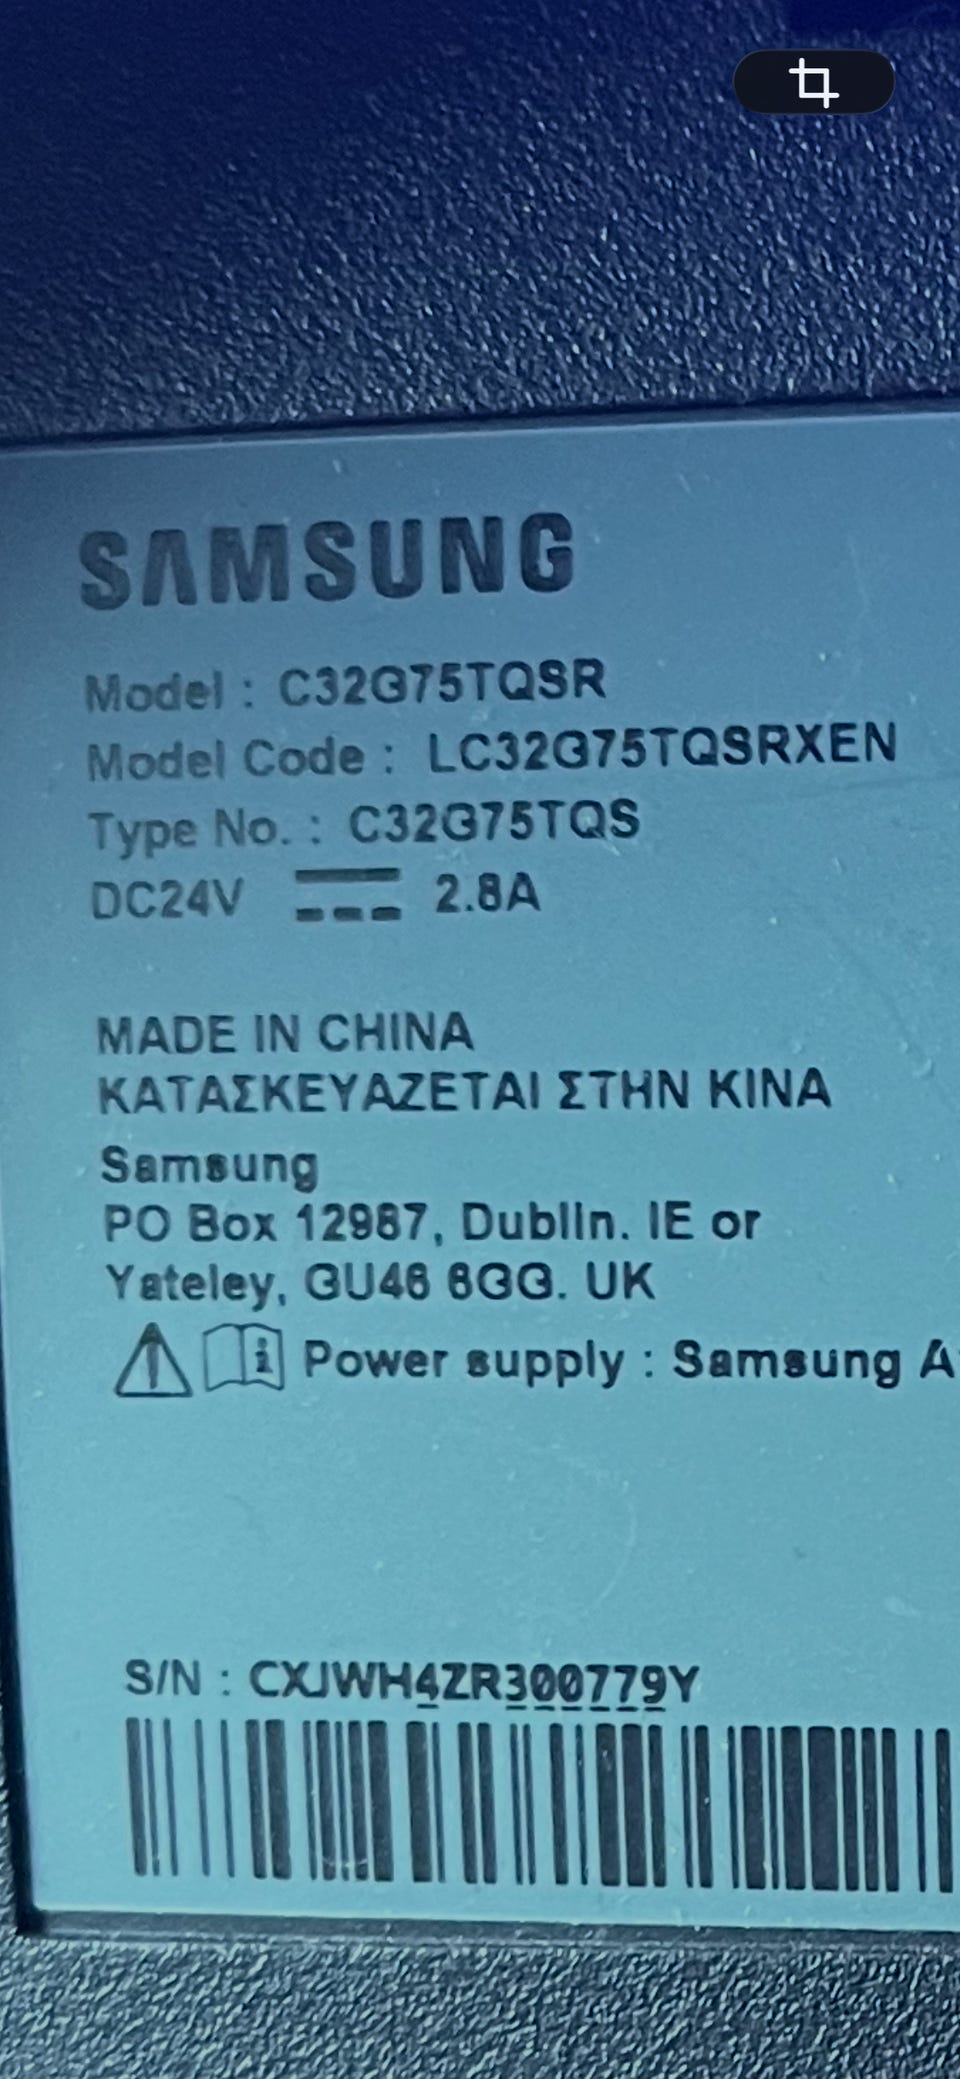 SAMSUNG
Model : C32G75TQSR
Model Code : LC32G75TQSRXEN
Type No. : C32G75TQS
DC24V 2.8A
MADE IN CHINA
ΚΑΤΑΣΚΕΥΑΖΕΤΑΙ ΣΤΗΝ ΚΙΝΑ
Samsung
PO Box 12987, Dublin. IE or
Yateley, GU46 6GG. UK
Power supply : Samsung A
S/N : CXJWH4ZR300779Y